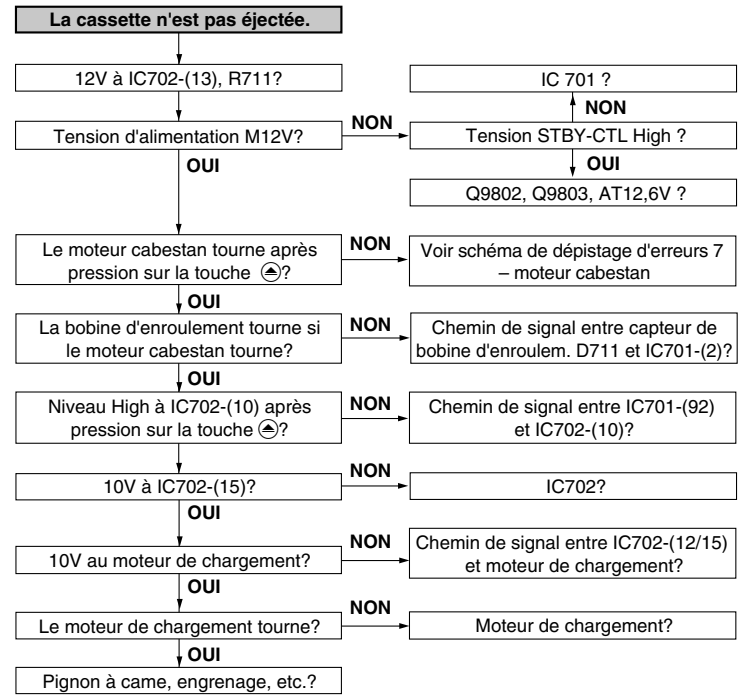 La cassette n'est pas éjectée.
12V à IC702-(13), R711?
IC 701 ?
NON
Tension d'alimentation M12V?
NON
Tension STBY-CTL High ?
OUI
OUI
Q9802, Q9803, AT12,6V ?
Le moteur cabestan tourne après
pression sur la touche ⏏?
NON
Voir schéma de dépistage d'erreurs 7
– moteur cabestan
OUI
La bobine d'enroulement tourne si
le moteur cabestan tourne?
NON
Chemin de signal entre capteur de
bobine d'enroulem. D711 et IC701-(2)?
OUI
Niveau High à IC702-(10) après
pression sur la touche ⏏?
NON
Chemin de signal entre IC701-(92)
et IC702-(10)?
10V à IC702-(15)?
NON
IC702?
OUI
10V au moteur de chargement?
NON
Chemin de signal entre IC702-(12/15)
et moteur de chargement?
OUI
Le moteur de chargement tourne?
NON
Moteur de chargement?
OUI
Pignon à came, engrenage, etc.?